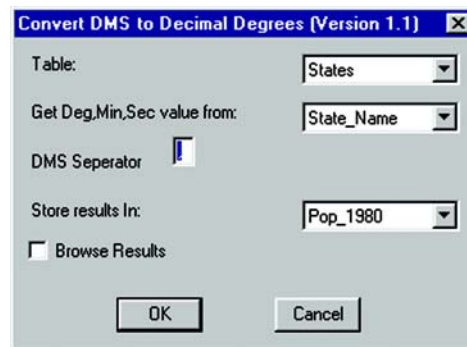 Convert DMS to Decimal Degrees (Version 1.1)
Table: States
Get Deg,Min,Sec value from: State_Name
DMS Seperator
Store results In: Pop_1980
Browse Results
OK Cancel